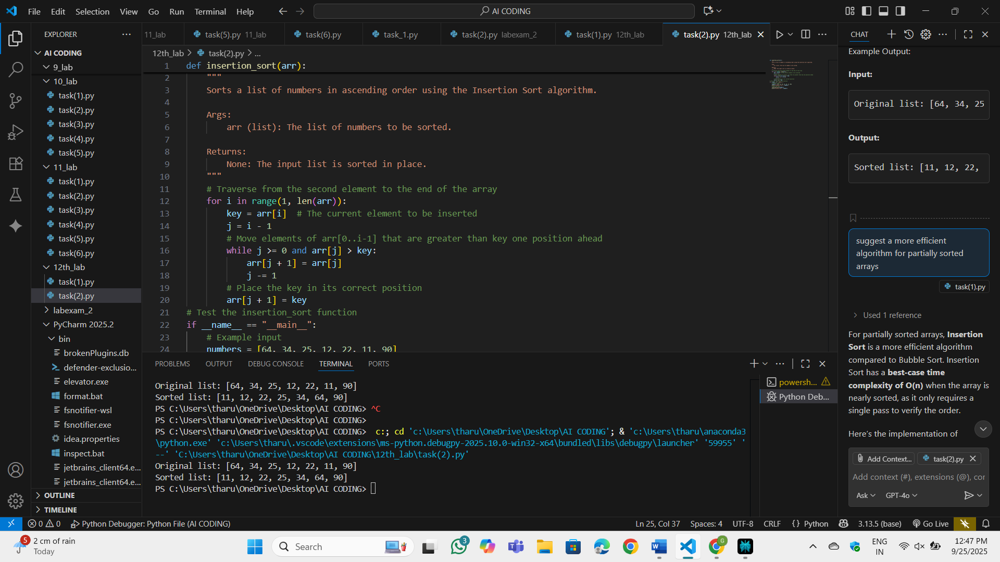 File Edit Selection View Go Run Terminal Help
AI CODING
EXPLORER
AI CODING
9_lab
10_lab
task(1).py
task(2).py
task(3).py
task(4).py
task(5).py
11_lab
task(1).py
task(2).py
task(3).py
task(4).py
task(5).py
task(6).py
12th_lab
task(1).py
task(2).py
labexam_2
PyCharm 2025.2
bin
brokenPlugins.db
defender-exclusio...
elevator.exe
format.bat
fsnotifier-wsl
fsnotifier.exe
idea.properties
inspect.bat
jetbrains_client64.e...
jetbrains_client64.e...
OUTLINE
TIMELINE
11_lab task(5).py 11_lab task(6).py task_1.py task(2).py labexam_2 task(1).py 12th_lab task(2).py 12th_lab
12th_lab > task(2).py > ...
1 def insertion_sort(arr):
2 """
3 Sorts a list of numbers in ascending order using the Insertion Sort algorithm.
4
5 Args:
6 arr (list): The list of numbers to be sorted.
7
8 Returns:
9 None: The input list is sorted in place.
10 """
11 # Traverse from the second element to the end of the array
12 for i in range(1, len(arr)):
13 key = arr[i] # The current element to be inserted
14 j = i - 1
15 # Move elements of arr[0..i-1] that are greater than key one position ahead
16 while j >= 0 and arr[j] > key:
17 arr[j + 1] = arr[j]
18 j -= 1
19 # Place the key in its correct position
20 arr[j + 1] = key
21 # Test the insertion_sort function
22 if __name__ == "__main__":
23 # Example input
24 numbers = [64, 34, 25, 12, 22, 11, 90]
PROBLEMS OUTPUT DEBUG CONSOLE TERMINAL PORTS
Original list: [64, 34, 25, 12, 22, 11, 90]
Sorted list: [11, 12, 22, 25, 34, 64, 90]
PS C:\Users\tharu\OneDrive\Desktop\AI CODING> ^C
PS C:\Users\tharu\OneDrive\Desktop\AI CODING>
PS C:\Users\tharu\OneDrive\Desktop\AI CODING> c:; cd 'c:\Users\tharu\OneDrive\Desktop\AI CODING'; & 'c:\Users\tharu\anaconda3
\python.exe' 'c:\Users\tharu\.vscode\extensions\ms-python.debugpy-2025.10.0-win32-x64\bundled\libs\debugpy\launcher' '59955' '
--' 'C:\Users\tharu\OneDrive\Desktop\AI CODING\12th_lab\task(2).py'
Original list: [64, 34, 25, 12, 22, 11, 90]
Sorted list: [11, 12, 22, 25, 34, 64, 90]
PS C:\Users\tharu\OneDrive\Desktop\AI CODING>
powersh...
Python Deb...
CHAT
Example Output:
Input:
Original list: [64, 34, 25
Output:
Sorted list: [11, 12, 22,
suggest a more efficient
algorithm for partially sorted
arrays
task(1).py
Used 1 reference
For partially sorted arrays, Insertion
Sort is a more efficient algorithm
compared to Bubble Sort. Insertion
Sort has a best-case time
complexity of O(n) when the array is
nearly sorted, as it only requires a
single pass to verify the order.
Here's the implementation of
Add Context... task(2).py
Add context (#), extensions (@), cor
Ask GPT-4o
0 0 Python Debugger: Python File (AI CODING) Ln 25, Col 37 Spaces: 4 UTF-8 CRLF {} Python 3.13.5 (base) Go Live
5
2 cm of rain
Today
Search
3
G
ENG
IN
12:47 PM
9/25/2025